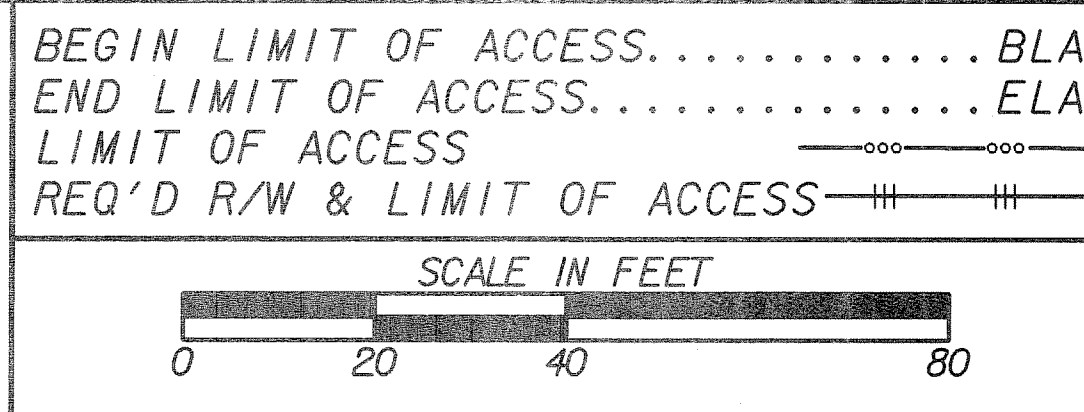 BEGIN LIMIT OF ACCESS..............BLA
END LIMIT OF ACCESS................ELA
LIMIT OF ACCESS
REQ'D R/W & LIMIT OF ACCESS
SCALE IN FEET
0 20 40 80